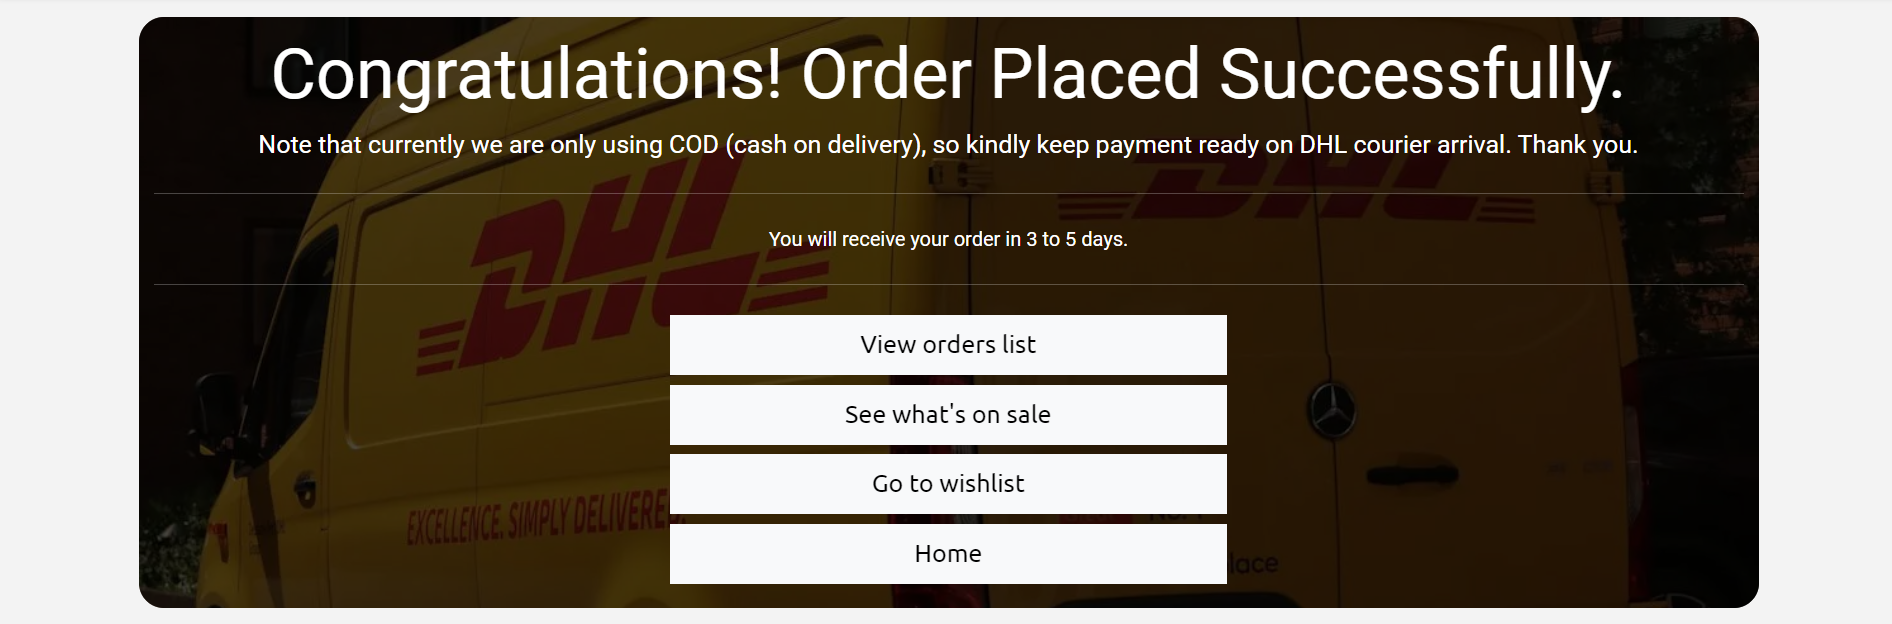 Congratulations! Order Placed Successfully.
Note that currently we are only using COD (cash on delivery), so kindly keep payment ready on DHL courier arrival. Thank you.
DHL
DHL
You will receive your order in 3 to 5 days.
DHL
View orders list
See what's on sale
Go to wishlist
EXCELLENCE. SIMPLY DELIVERED.
Home